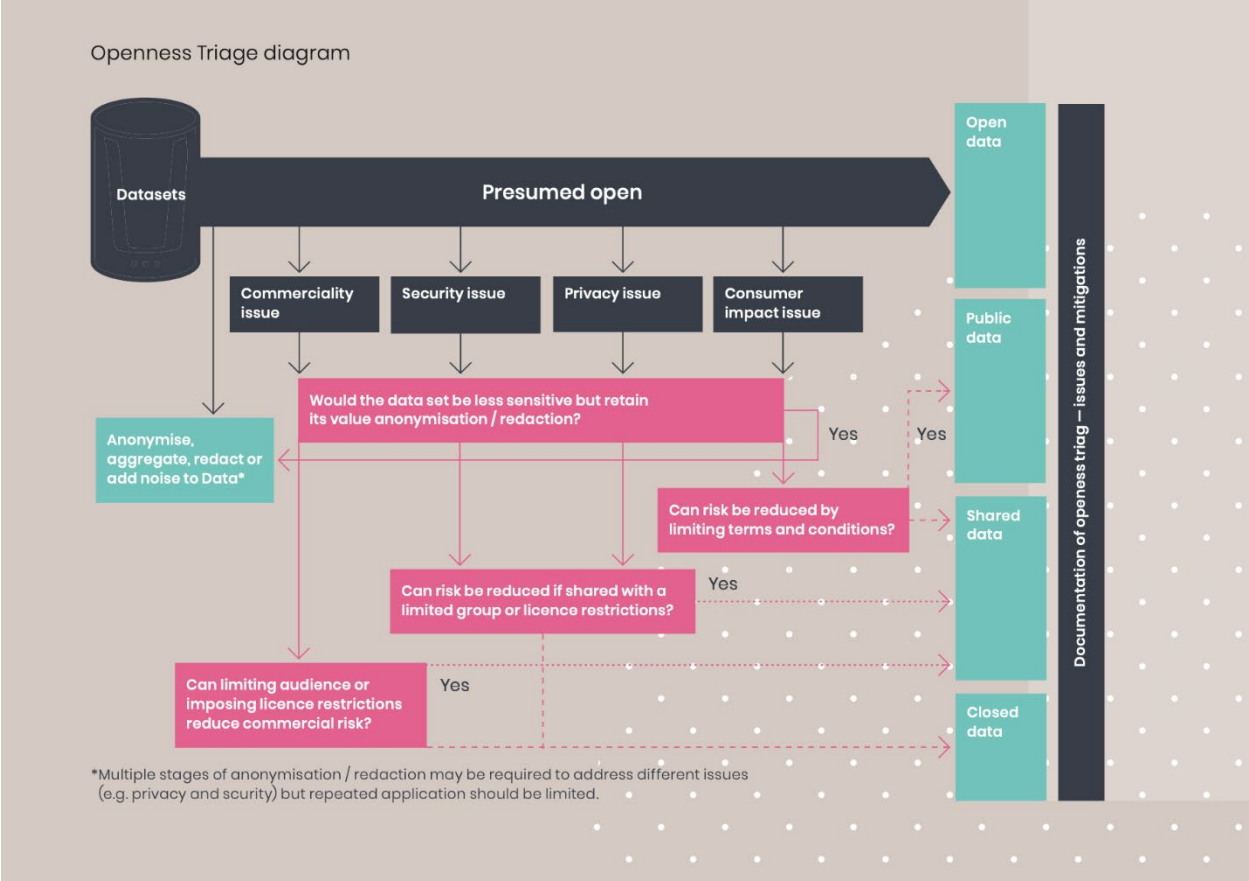 Openness Triage diagram
Datasets
Presumed open
Open
data
Commerciality
issue
Security issue
Privacy issue
Consumer
impact issue
Public
data
Would the data set be less sensitive but retain
its value anonymisation / redaction?
Yes
Yes
Anonymise,
aggregate, redact or
add noise to Data*
Can risk be reduced by
limiting terms and conditions?
Shared
data
Can risk be reduced if shared with a
limited group or licence restrictions?
Yes
Can limiting audience or
imposing licence restrictions
reduce commercial risk?
Yes
Closed
data
Documentation of openess triag – issues and mitigations
*Multiple stages of anonymisation / redaction may be required to address different issues
(e.g. privacy and scurity) but repeated application should be limited.